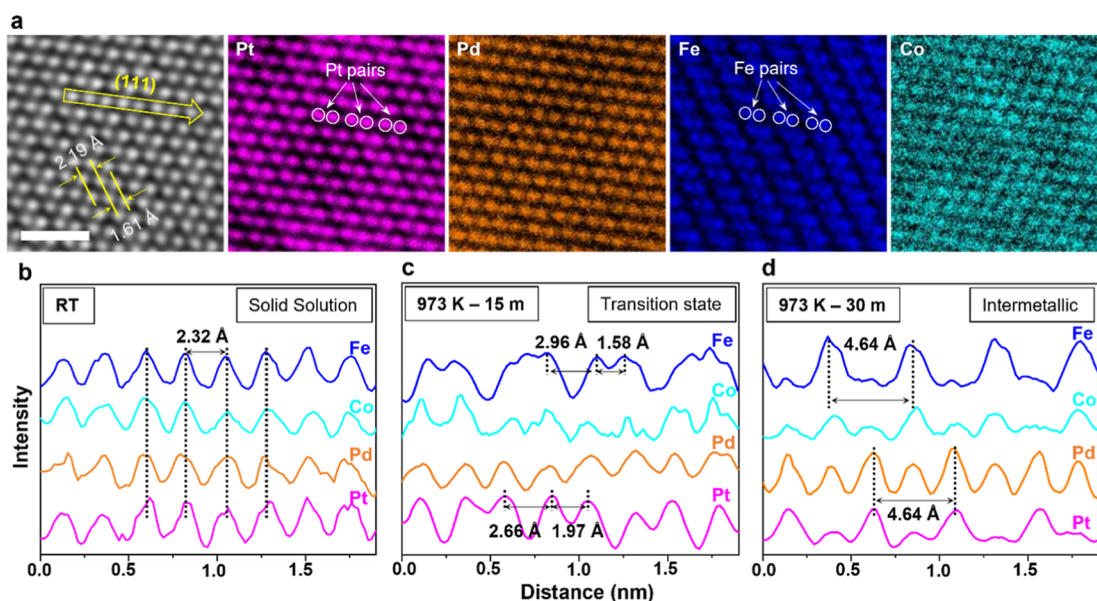 a
Pt
Pd
Fe
Co
(111)
Pt pairs
Fe pairs
2.19 Å
1.61 Å
b
RT
Solid Solution
2.32 Å
Fe
Co
Pd
Pt
c
973 K – 15 m
Transition state
2.96 Å
1.58 Å
Fe
Co
Pd
Pt
2.66 Å
1.97 Å
d
973 K – 30 m
Intermetallic
Fe
4.64 Å
Co
Pd
4.64 Å
Pt
Intensity
0.0 0.5 1.0 1.5
0.0 0.5 1.0 1.5
0.0 0.5 1.0 1.5
Distance (nm)